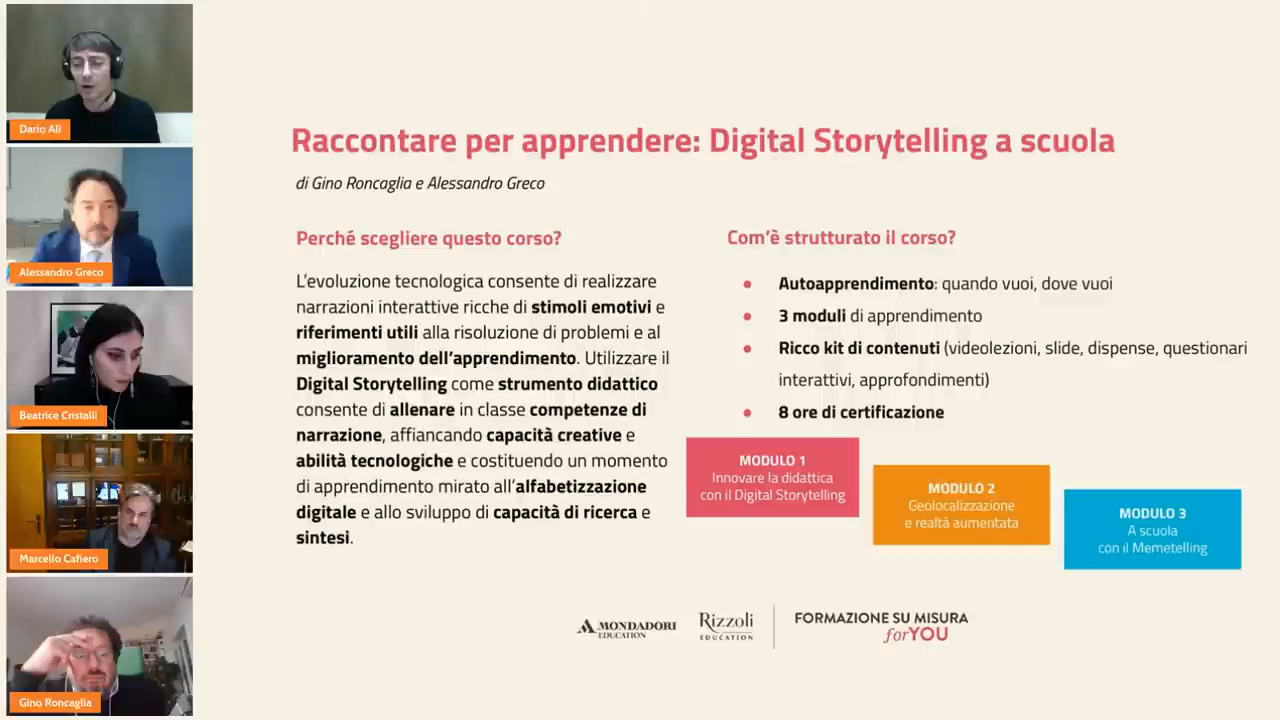 Dario Alì
Alessandro Greco
Beatrice Cristalli
Marcello Cafiero
Gino Roncaglia
Raccontare per apprendere: Digital Storytelling a scuola
di Gino Roncaglia e Alessandro Greco
Perché scegliere questo corso?
L'evoluzione tecnologica consente di realizzare
narrazioni interattive ricche di stimoli emotivi e
riferimenti utili alla risoluzione di problemi e al
miglioramento dell'apprendimento. Utilizzare il
Digital Storytelling come strumento didattico
consente di allenare in classe competenze di
narrazione, affiancando capacità creative e
abilità tecnologiche e costituendo un momento
di apprendimento mirato all'alfabetizzazione
digitale e allo sviluppo di capacità di ricerca e
sintesi.
Com'è strutturato il corso?
● Autoapprendimento: quando vuoi, dove vuoi
● 3 moduli di apprendimento
● Ricco kit di contenuti (videolezioni, slide, dispense, questionari
interattivi, approfondimenti)
● 8 ore di certificazione
MODULO 1
Innovare la didattica
con il Digital Storytelling
MODULO 2
Geolocalizzazione
e realtà aumentata
MODULO 3
A scuola
con il Memetelling
MONDADORI
EDUCATION
Rizzoli
EDUCATION
FORMAZIONE SU MISURA
forYOU